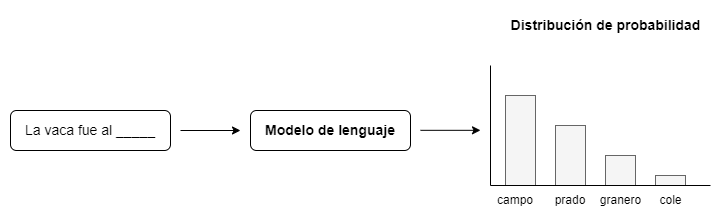 Distribución de probabilidad
La vaca fue al _____
Modelo de lenguaje
campo prado granero cole